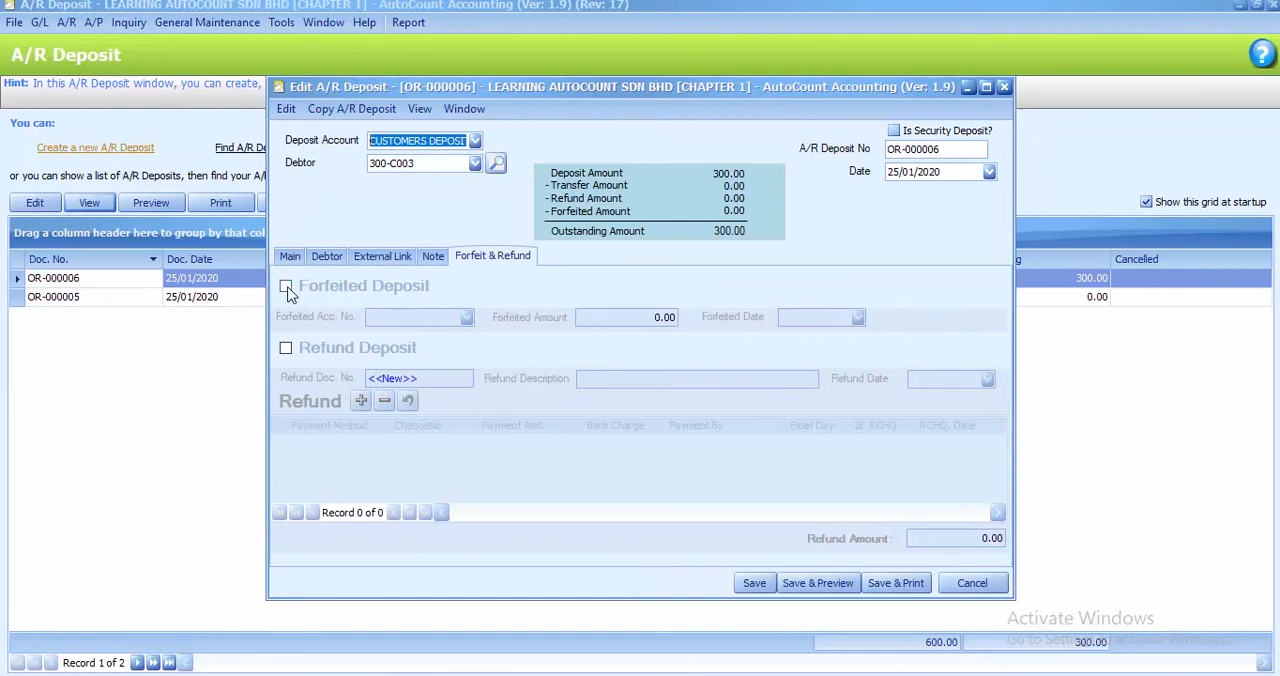 A/R Deposit - LEARNING AUTOCOUNT SDN BHD [CHAPTER 1] - AutoCount Accounting (Ver: 1.9) (Rev: 17)
File G/L A/R A/P Inquiry General Maintenance Tools Window Help Report
A/R Deposit
?
Hint: In this A/R Deposit window, you can create,
Edit A/R Deposit - [OR-000006] - LEARNING AUTOCOUNT SDN BHD [CHAPTER 1] - AutoCount Accounting (Ver: 1.9)
Edit Copy A/R Deposit View Window
You can:
Create a new A/R Deposit Find A/R De
or you can show a list of A/R Deposits, then find your A/
Edit View Preview Print
Show this grid at startup
Drag a column header here to group by that col
Doc. No. Doc. Date
OR-000006 25/01/2020
OR-000005 25/01/2020
Deposit Account CUSTOMERS DEPOSI
Debtor 300-C003
Is Security Deposit?
A/R Deposit No OR-000006
Date 25/01/2020
Deposit Amount 300.00
- Transfer Amount 0.00
- Refund Amount 0.00
- Forfeited Amount 0.00
Outstanding Amount 300.00
Main Debtor External Link Note Forfeit & Refund
Forfeited Deposit
Forfeited Acc. No. Forfeited Amount 0.00 Forfeited Date
Refund Deposit
Refund Doc. No. <<New>> Refund Description Refund Date
Refund
Payment Method ChequeNo Payment Amt. Bank Charge Payment By Float Day Is RCHQ RCHQ. Date
Record 0 of 0
Refund Amount: 0.00
Save Save & Preview Save & Print Cancel
g Cancelled
300.00
0.00
Activate Windows
Go to Settings to activate Windows.
600.00 300.00
Record 1 of 2